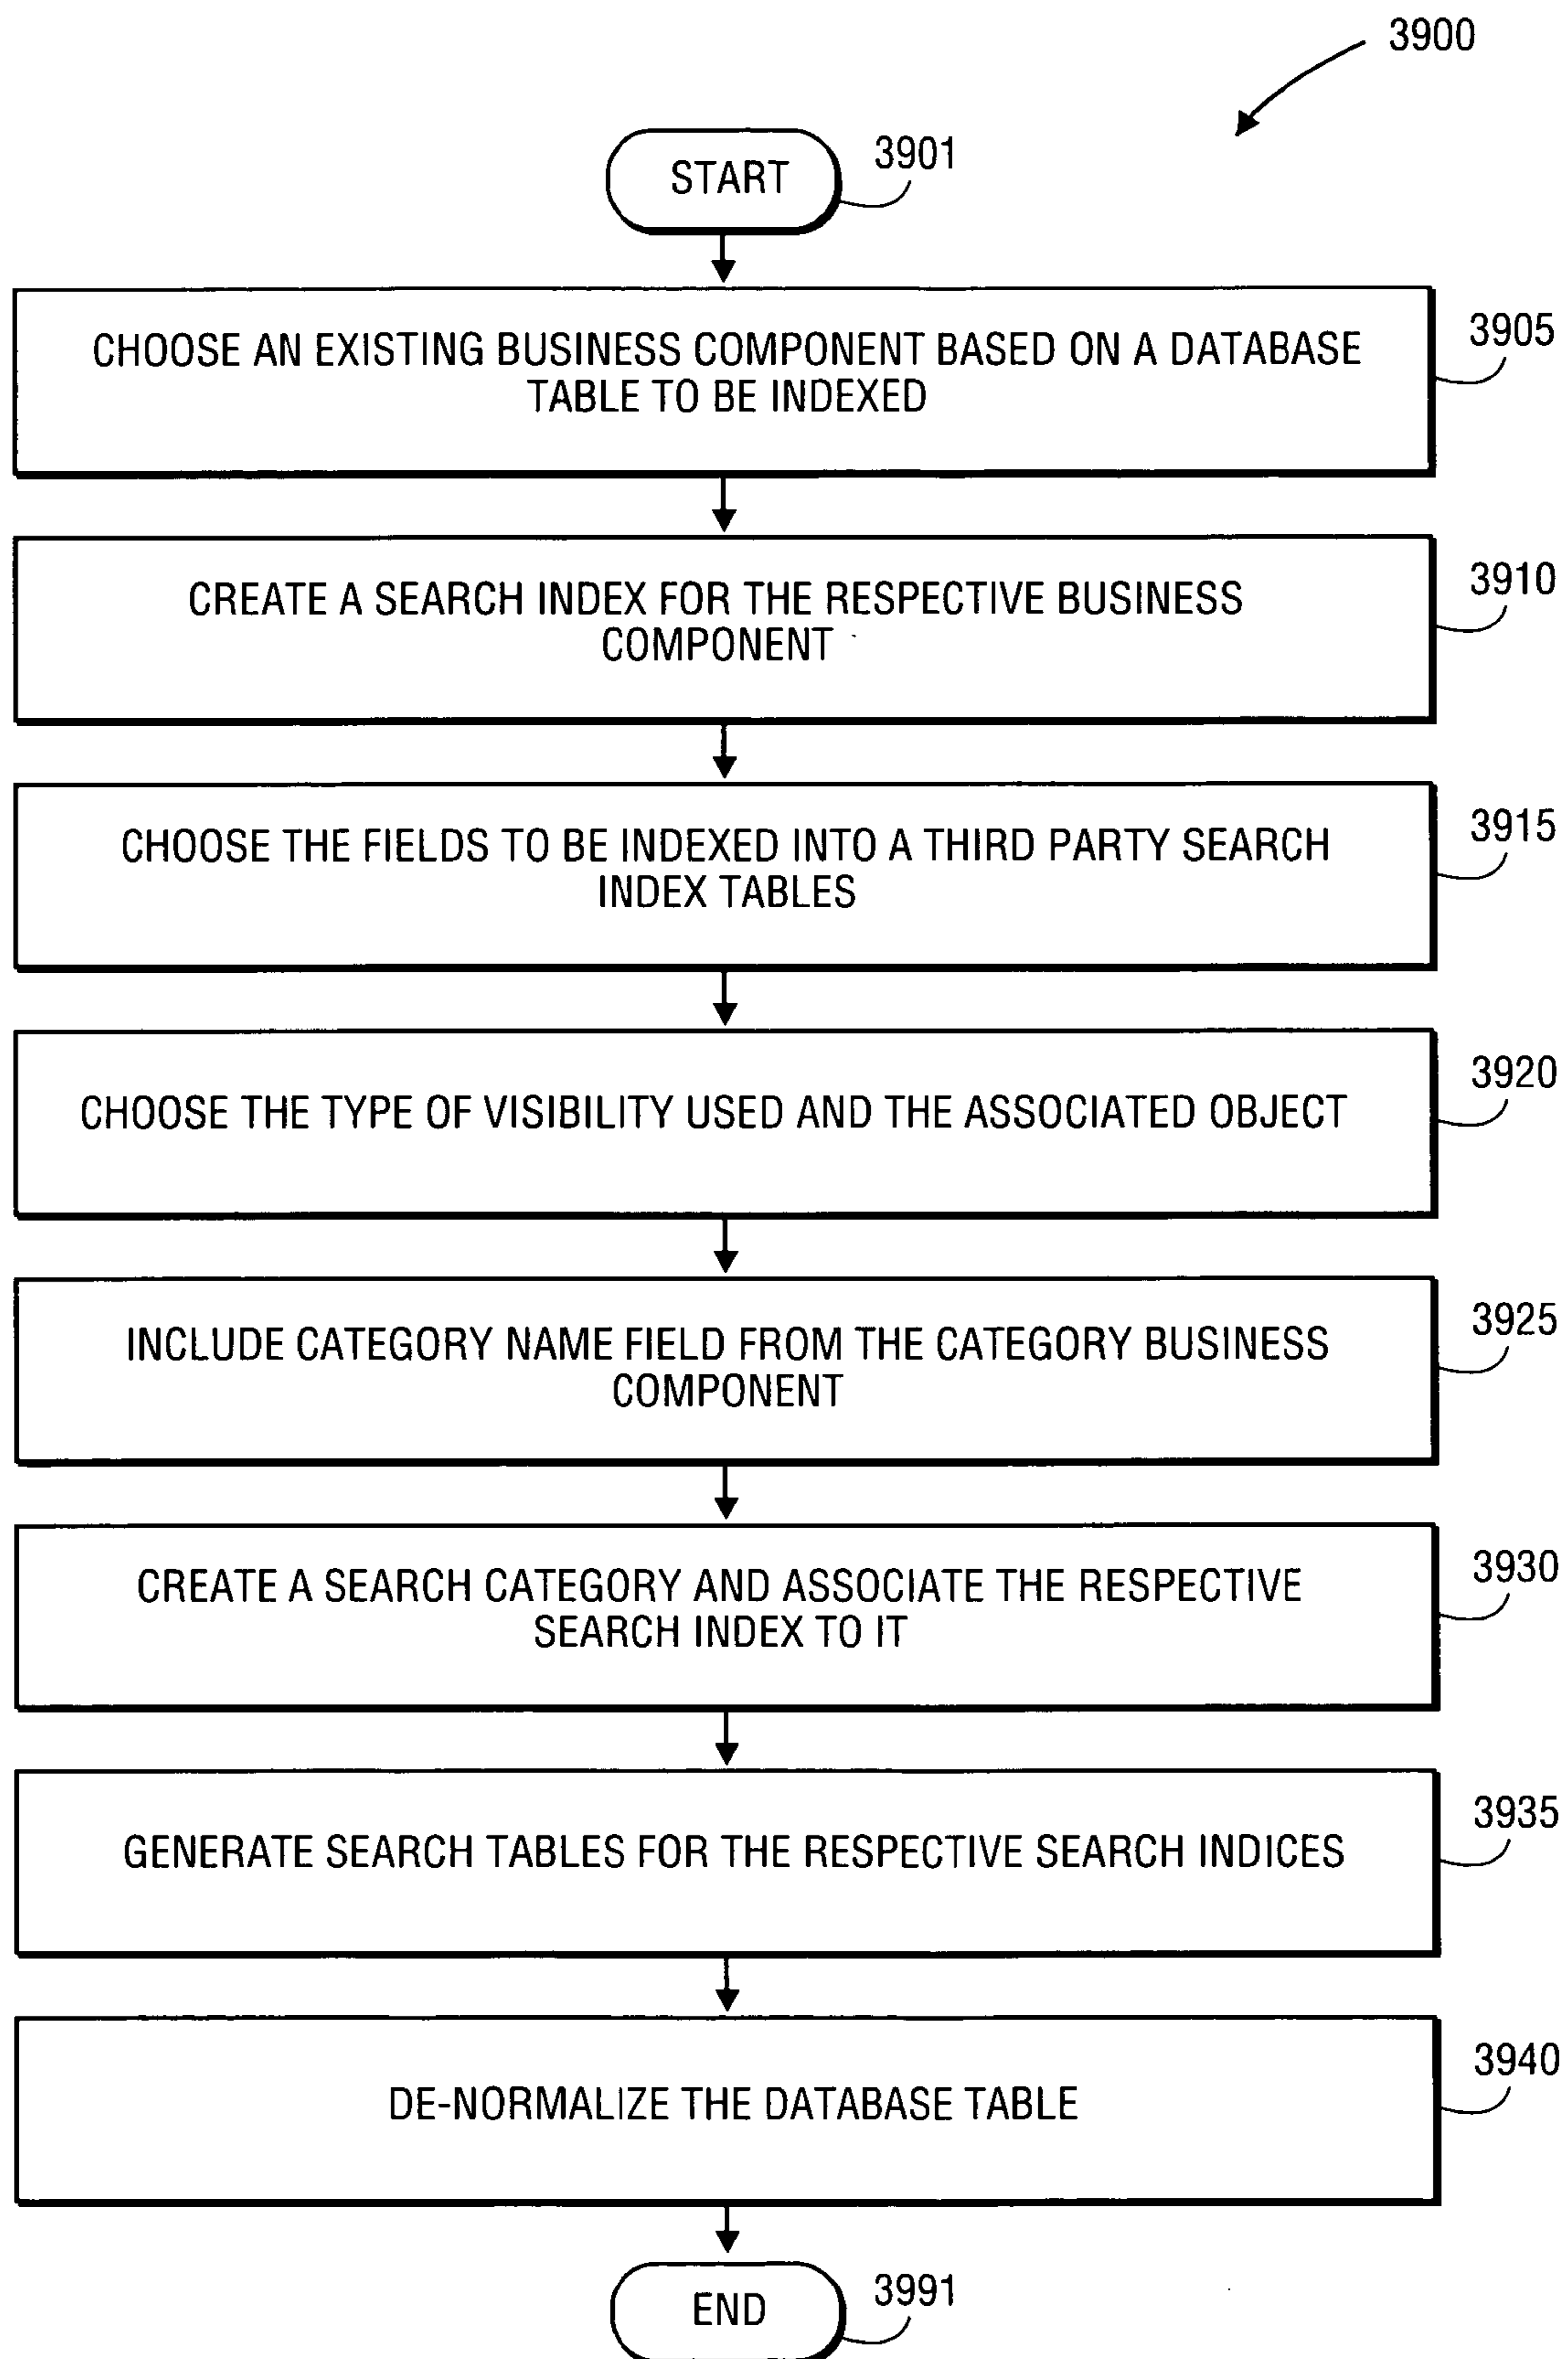 3900
START
3901
CHOOSE AN EXISTING BUSINESS COMPONENT BASED ON A DATABASE
TABLE TO BE INDEXED
3905
CREATE A SEARCH INDEX FOR THE RESPECTIVE BUSINESS
COMPONENT
3910
CHOOSE THE FIELDS TO BE INDEXED INTO A THIRD PARTY SEARCH
INDEX TABLES
3915
CHOOSE THE TYPE OF VISIBILITY USED AND THE ASSOCIATED OBJECT
3920
INCLUDE CATEGORY NAME FIELD FROM THE CATEGORY BUSINESS
COMPONENT
3925
CREATE A SEARCH CATEGORY AND ASSOCIATE THE RESPECTIVE
SEARCH INDEX TO IT
3930
GENERATE SEARCH TABLES FOR THE RESPECTIVE SEARCH INDICES
3935
DE-NORMALIZE THE DATABASE TABLE
3940
END
3991